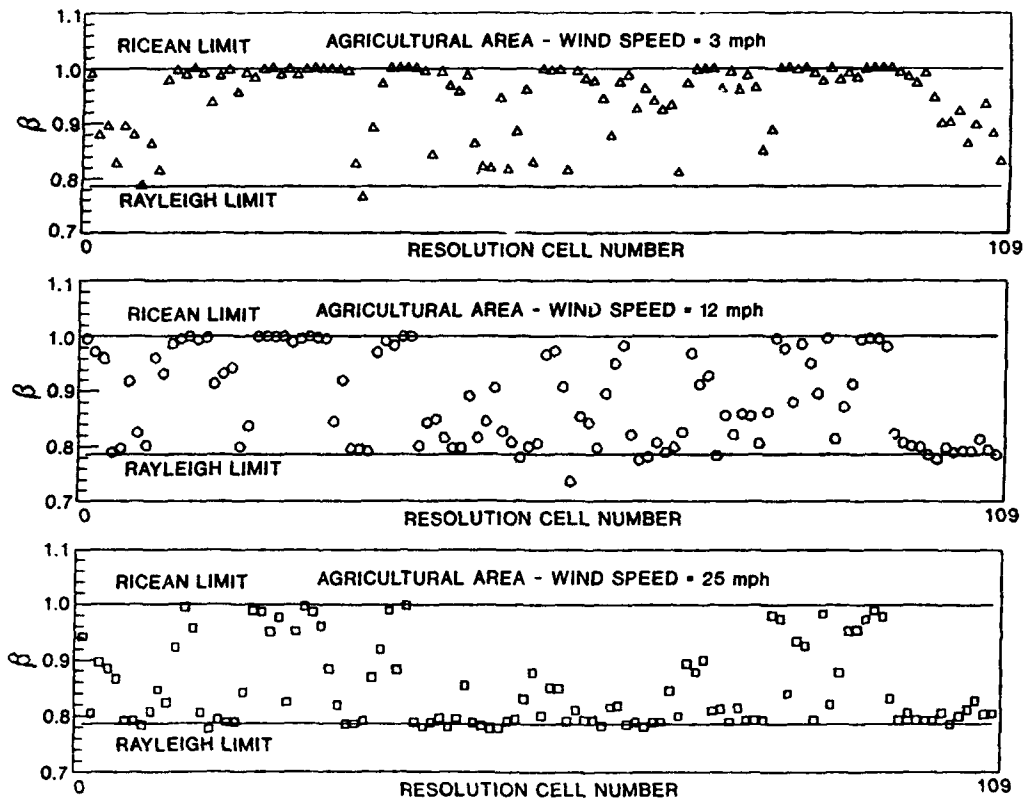 1.1
RICEAN LIMIT
AGRICULTURAL AREA - WIND SPEED = 3 mph
1.0
0.9
β
0.8
RAYLEIGH LIMIT
0.7
0
RESOLUTION CELL NUMBER
109
1.1
RICEAN LIMIT
AGRICULTURAL AREA - WIND SPEED = 12 mph
1.0
0.9
β
0.8
RAYLEIGH LIMIT
0.7
0
RESOLUTION CELL NUMBER
109
1.1
RICEAN LIMIT
AGRICULTURAL AREA - WIND SPEED = 25 mph
1.0
0.9
β
0.8
RAYLEIGH LIMIT
0.7
0
RESOLUTION CELL NUMBER
109